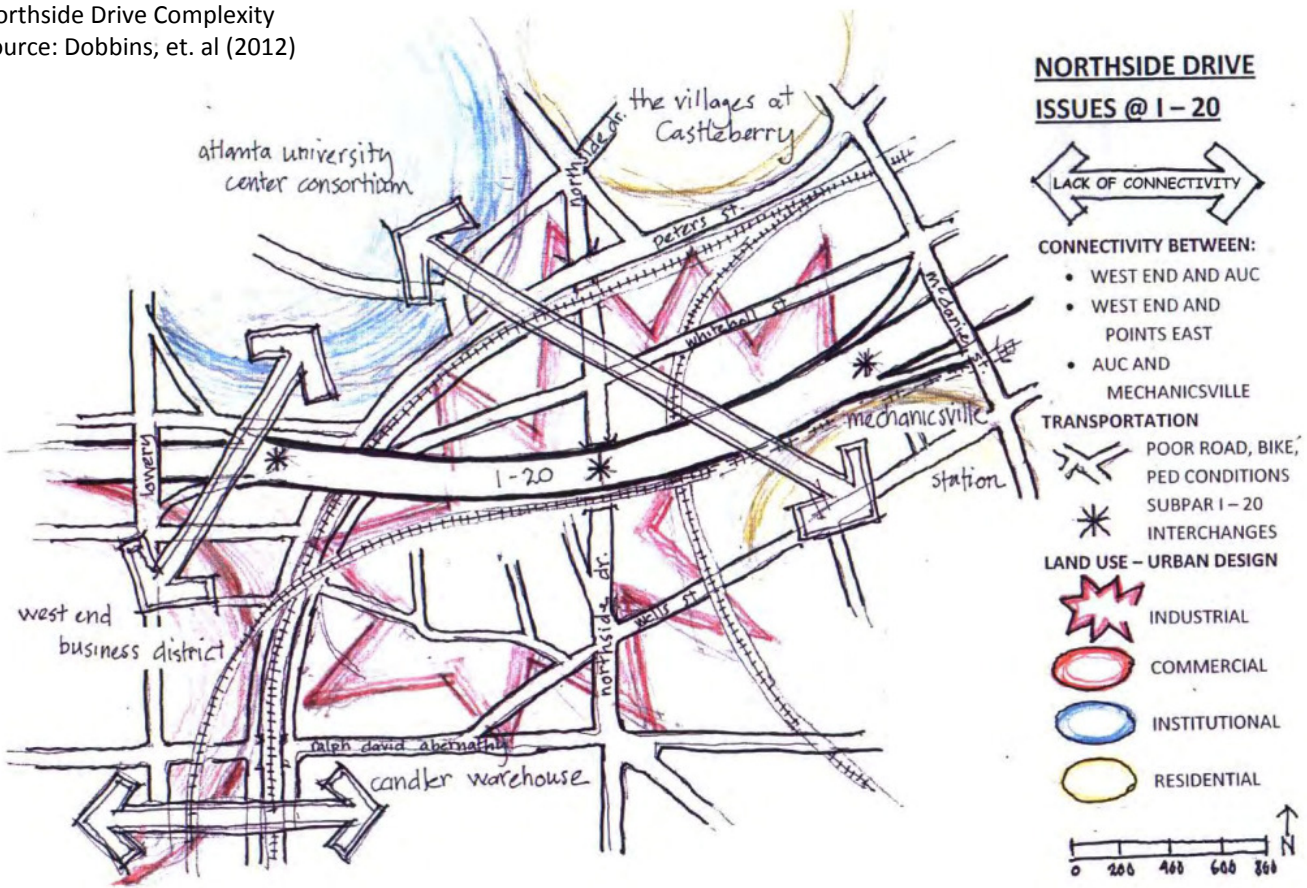 orthside Drive Complexity
ource: Dobbins, et. al (2012)
atlanta university
center consortium
northside dr.
the villages at
Castleberry
peters st.
whitehall st
mcdaniel st.
lowery
I-20
mechanicsville
station
west end
business district
northside dr.
wells st
ralph david abernathy
candler warehouse
NORTHSIDE DRIVE
ISSUES @ I – 20
LACK OF CONNECTIVITY
CONNECTIVITY BETWEEN:
• WEST END AND AUC
• WEST END AND
POINTS EAST
• AUC AND
MECHANICSVILLE
TRANSPORTATION
POOR ROAD, BIKE,
PED CONDITIONS
SUBPAR I – 20
INTERCHANGES
LAND USE – URBAN DESIGN
INDUSTRIAL
COMMERCIAL
INSTITUTIONAL
RESIDENTIAL
0 200 400 600 800
N